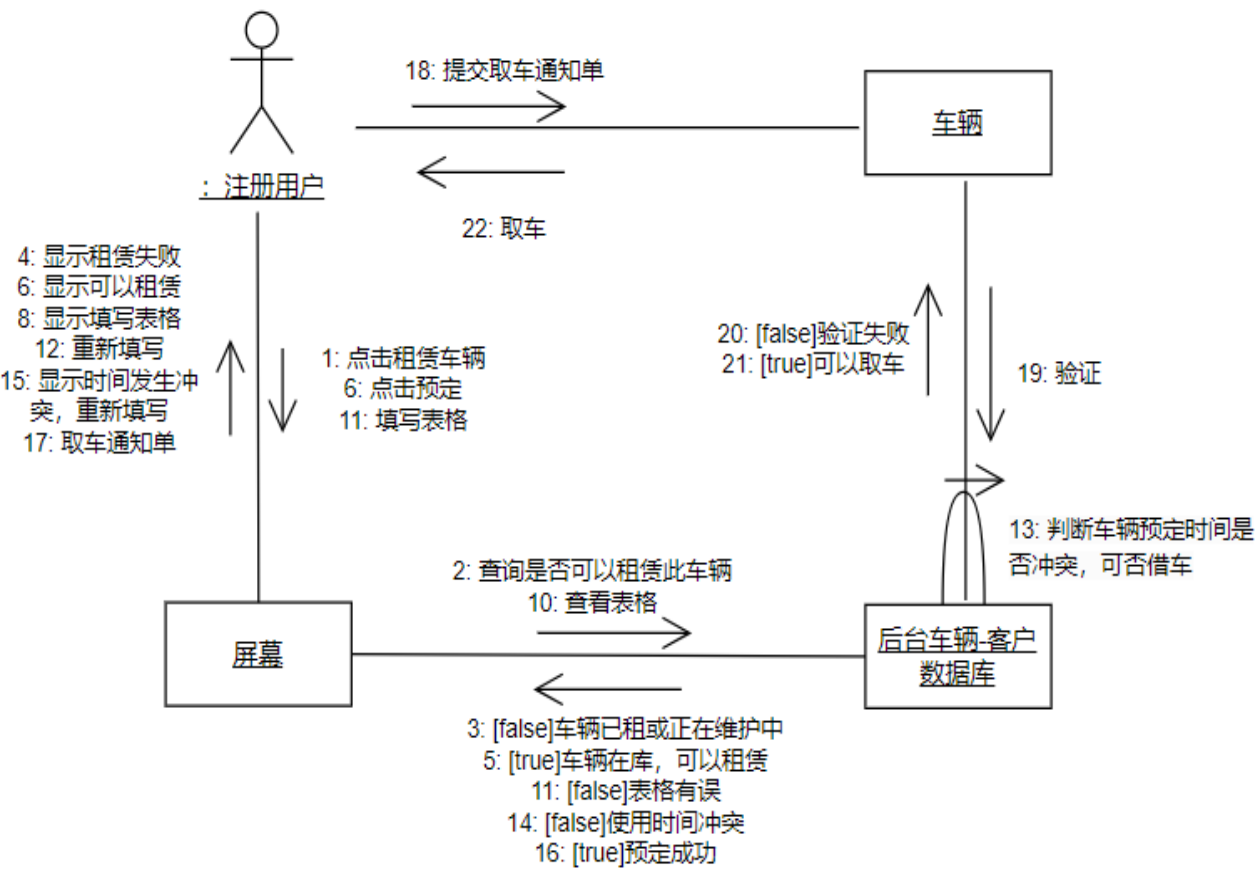 18: 提交取车通知单
车辆
: 注册用户
22: 取车
4: 显示租赁失败
6: 显示可以租赁
8: 显示填写表格
12: 重新填写
15: 显示时间发生冲
突，重新填写
17: 取车通知单
1: 点击租赁车辆
6: 点击预定
11: 填写表格
20: [false]验证失败
21: [true]可以取车
19: 验证
13: 判断车辆预定时间是
否冲突，可否借车
2: 查询是否可以租赁此车辆
10: 查看表格
屏幕
后台车辆-客户
数据库
3: [false]车辆已租或正在维护中
5: [true]车辆在库，可以租赁
11: [false]表格有误
14: [false]使用时间冲突
16: [true]预定成功